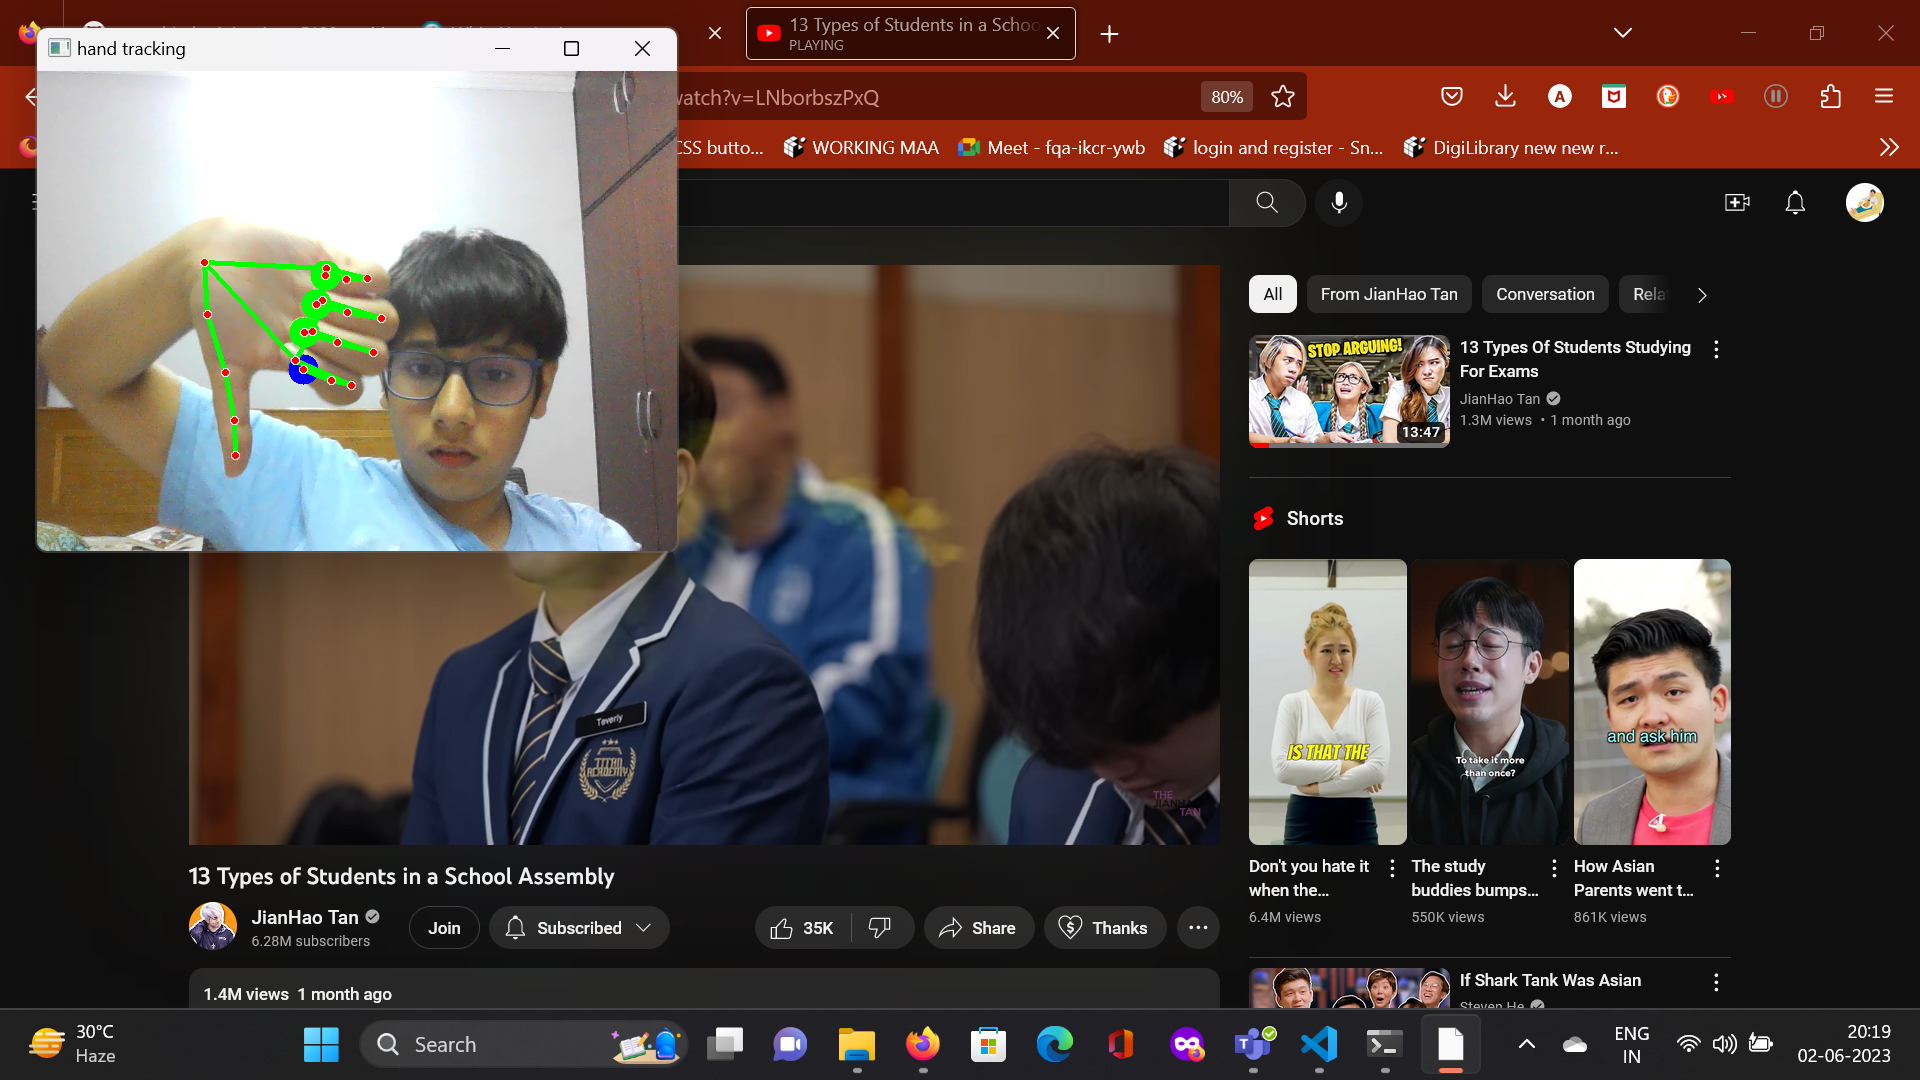 hand tracking
13 Types of Students in a Schoo
PLAYING
watch?v=LNborbszPxQ
80%
CSS butto...
WORKING MAA
Meet - fqa-ikcr-ywb
login and register - Sn...
DigiLibrary new new r...
All
From JianHao Tan
Conversation
Rela
STOP ARGUING!
13:47
13 Types Of Students Studying
For Exams
JianHao Tan
1.3M views • 1 month ago
Shorts
Teverly
TITAN
ACADEMY
THE
JIANHAO
TAN
IS THAT THE
To take it more
than once?
and ask him
Don't you hate it
when the...
6.4M views
The study
buddies bumps...
550K views
How Asian
Parents went t...
861K views
13 Types of Students in a School Assembly
JianHao Tan
6.28M subscribers
Join
Subscribed
35K
Share
Thanks
1.4M views 1 month ago
If Shark Tank Was Asian
Steven He
30°C
Haze
Search
ENG
IN
20:19
02-06-2023